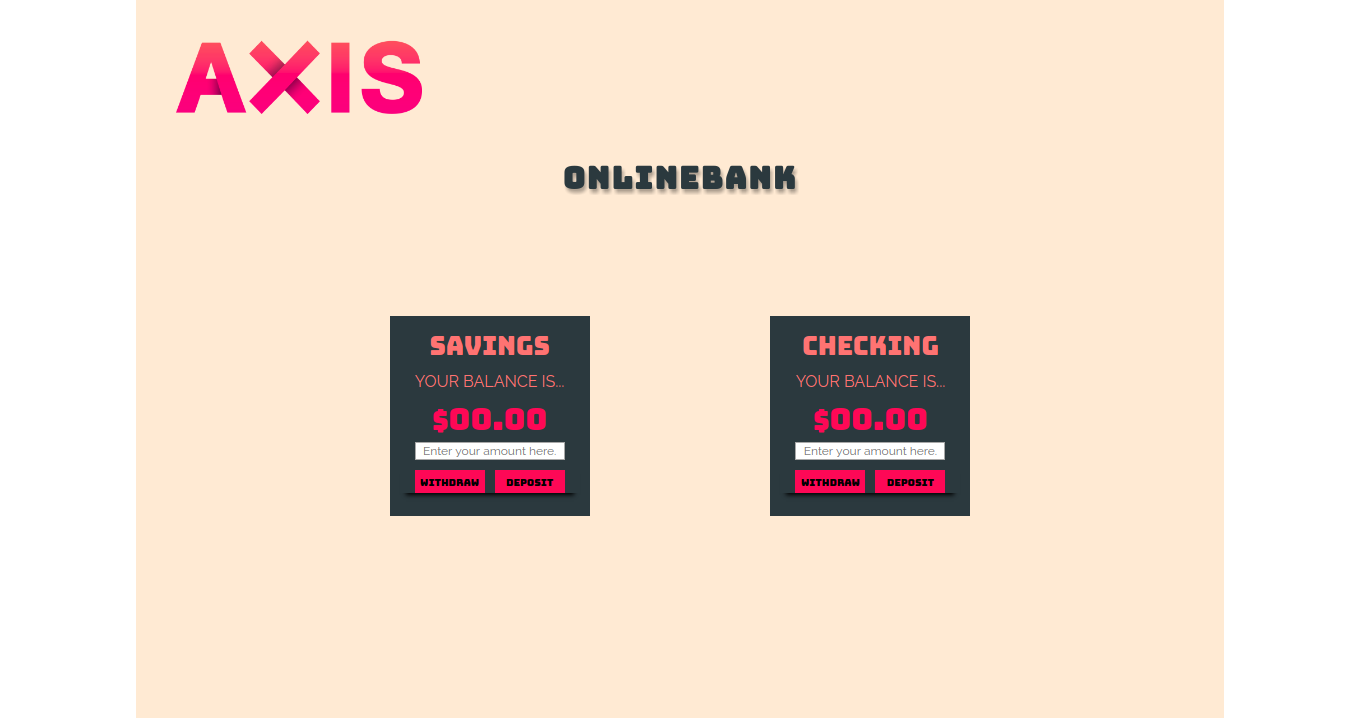 AXIS
ONLINEBANK
SAVINGS
YOUR BALANCE IS...
$00.00
Enter your amount here.
WITHDRAW DEPOSIT
CHECKING
YOUR BALANCE IS...
$00.00
Enter your amount here.
WITHDRAW DEPOSIT